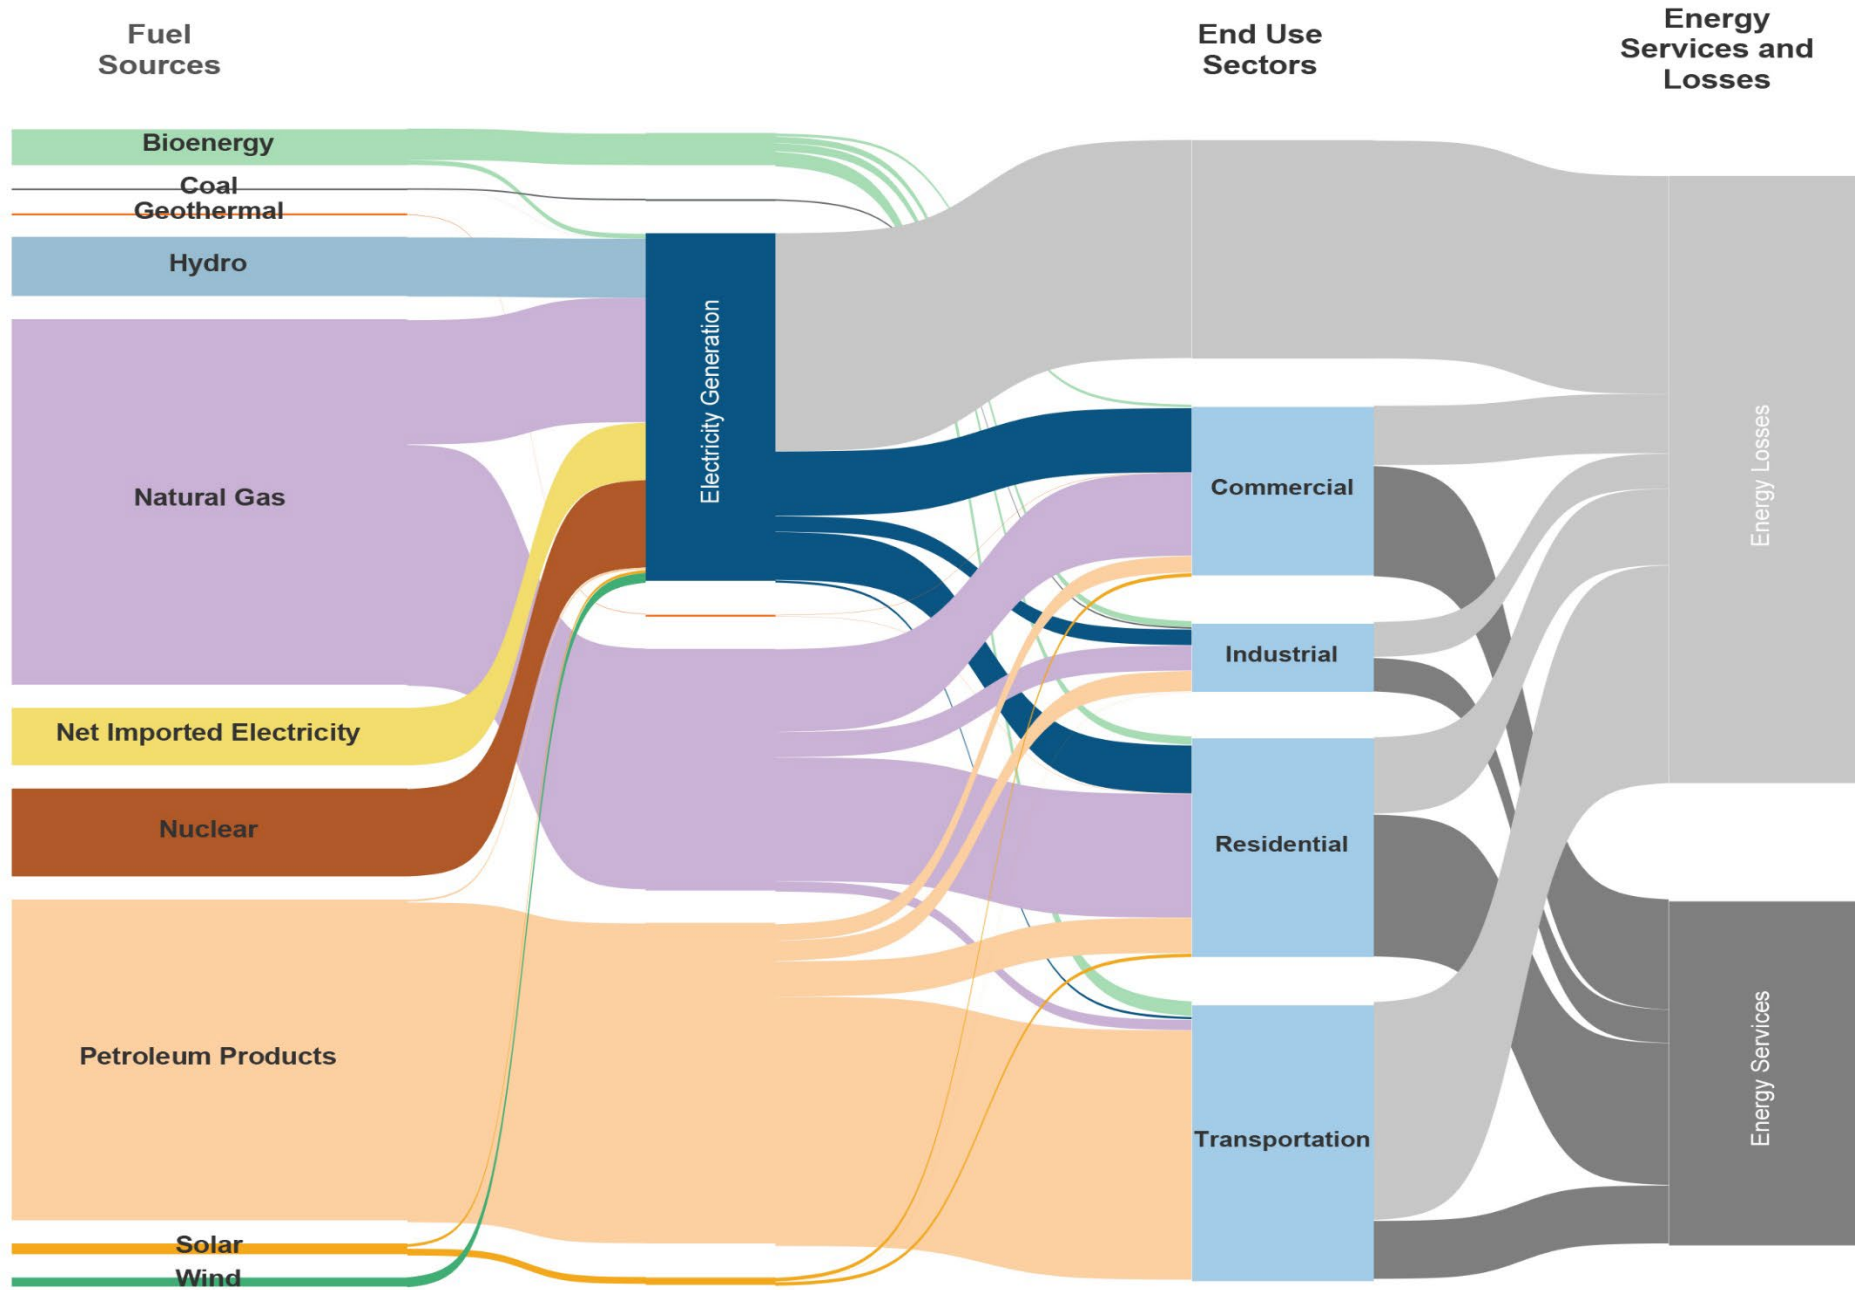 Fuel
Sources
End Use
Sectors
Energy
Services and
Losses
Bioenergy
Coal
Geothermal
Hydro
Natural Gas
Net Imported Electricity
Nuclear
Petroleum Products
Solar
Wind
Electricity Generation
Commercial
Industrial
Residential
Transportation
Energy Losses
Energy Services